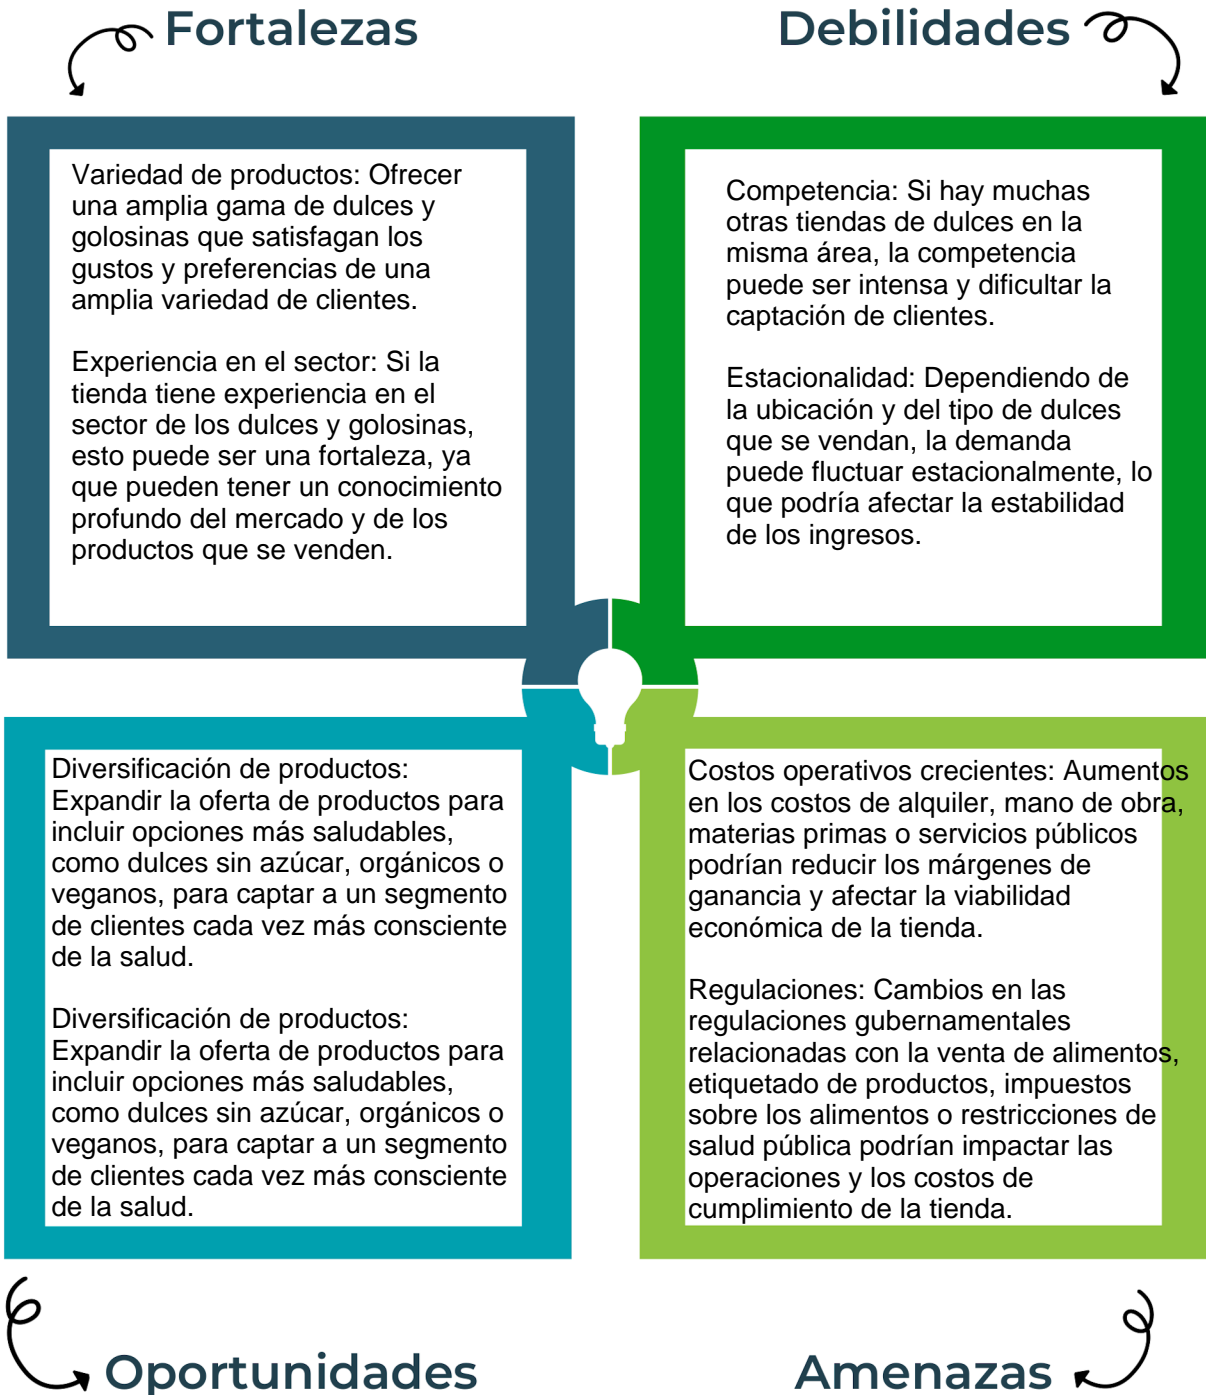 Fortalezas
Variedad de productos: Ofrecer
una amplia gama de dulces y
golosinas que satisfagan los
gustos y preferencias de una
amplia variedad de clientes.
Experiencia en el sector: Si la
tienda tiene experiencia en el
sector de los dulces y golosinas,
esto puede ser una fortaleza, ya
que pueden tener un conocimiento
profundo del mercado y de los
productos que se venden.
Debilidades
Competencia: Si hay muchas
otras tiendas de dulces en la
misma área, la competencia
puede ser intensa y dificultar la
captación de clientes.
Estacionalidad: Dependiendo de
la ubicación y del tipo de dulces
que se vendan, la demanda
puede fluctuar estacionalmente, lo
que podría afectar la estabilidad
de los ingresos.
Diversificación de productos:
Expandir la oferta de productos para
incluir opciones más saludables,
como dulces sin azúcar, orgánicos o
veganos, para captar a un segmento
de clientes cada vez más consciente
de la salud.
Diversificación de productos:
Expandir la oferta de productos para
incluir opciones más saludables,
como dulces sin azúcar, orgánicos o
veganos, para captar a un segmento
de clientes cada vez más consciente
de la salud.
Oportunidades
Costos operativos crecientes: Aumentos
en los costos de alquiler, mano de obra,
materias primas o servicios públicos
podrían reducir los márgenes de
ganancia y afectar la viabilidad
económica de la tienda.
Regulaciones: Cambios en las
regulaciones gubernamentales
relacionadas con la venta de alimentos,
etiquetado de productos, impuestos
sobre los alimentos o restricciones de
salud pública podrían impactar las
operaciones y los costos de
cumplimiento de la tienda.
Amenazas